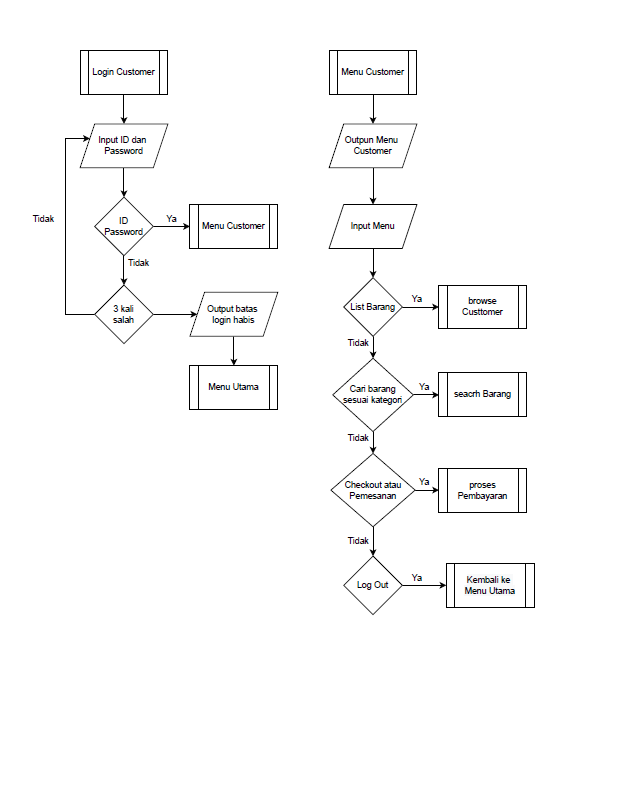 Login Customer
Input ID dan
Password
Tidak
ID
Password
Ya
Menu Customer
Tidak
3 kali
salah
Output batas
login habis
Menu Utama
Menu Customer
Outpun Menu
Customer
Input Menu
List Barang
Ya
browse
Custtomer
Tidak
Cari barang
sesuai kategori
Ya
seacrh Barang
Tidak
Checkout atau
Pemesanan
Ya
proses
Pembayaran
Tidak
Log Out
Ya
Kembali ke
Menu Utama